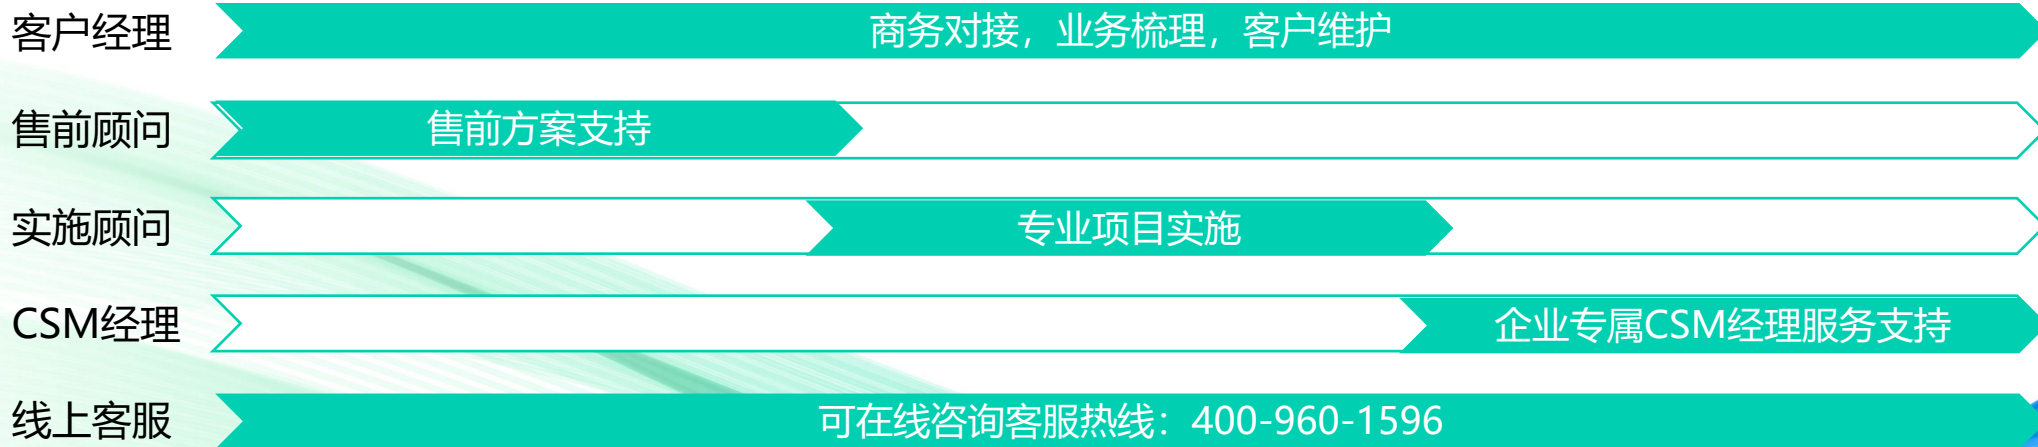 客户经理
商务对接，业务梳理，客户维护
售前顾问
售前方案支持
实施顾问
专业项目实施
CSM经理
企业专属CSM经理服务支持
线上客服
可在线咨询客服热线：400-960-1596